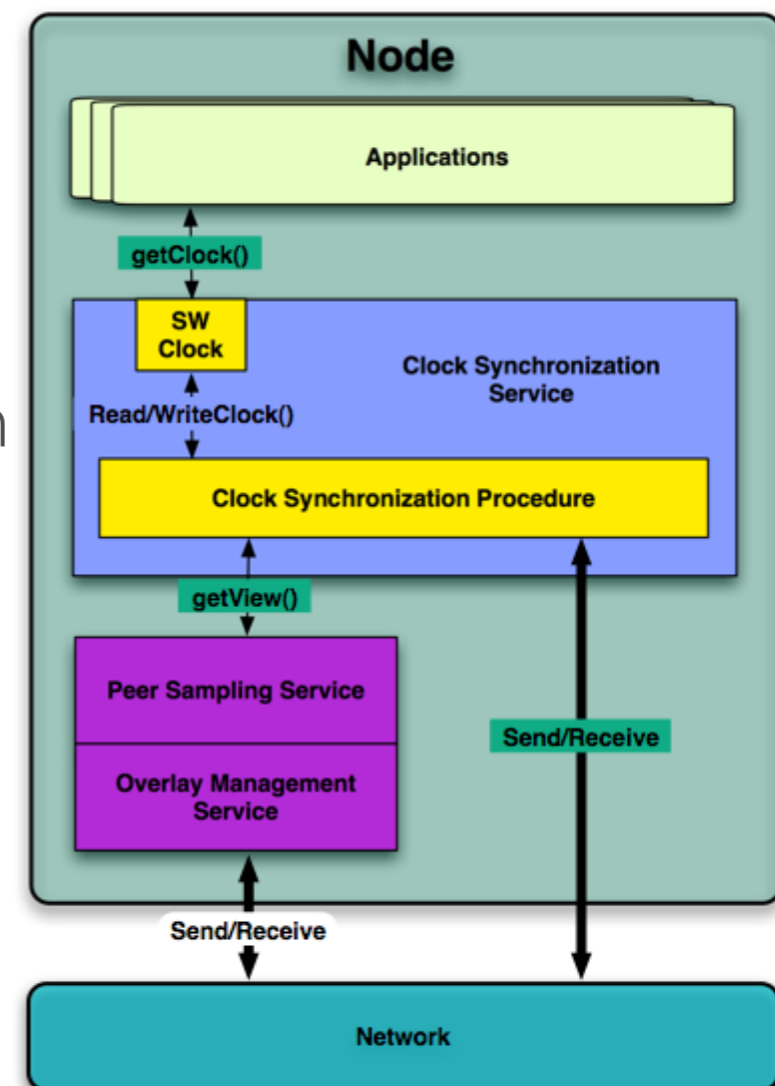 Node
Applications
getClock()
SW
Clock
Clock Synchronization
Service
Read/WriteClock()
Clock Synchronization Procedure
getView()
Peer Sampling Service
Overlay Management
Service
Send/Receive
Send/Receive
Network